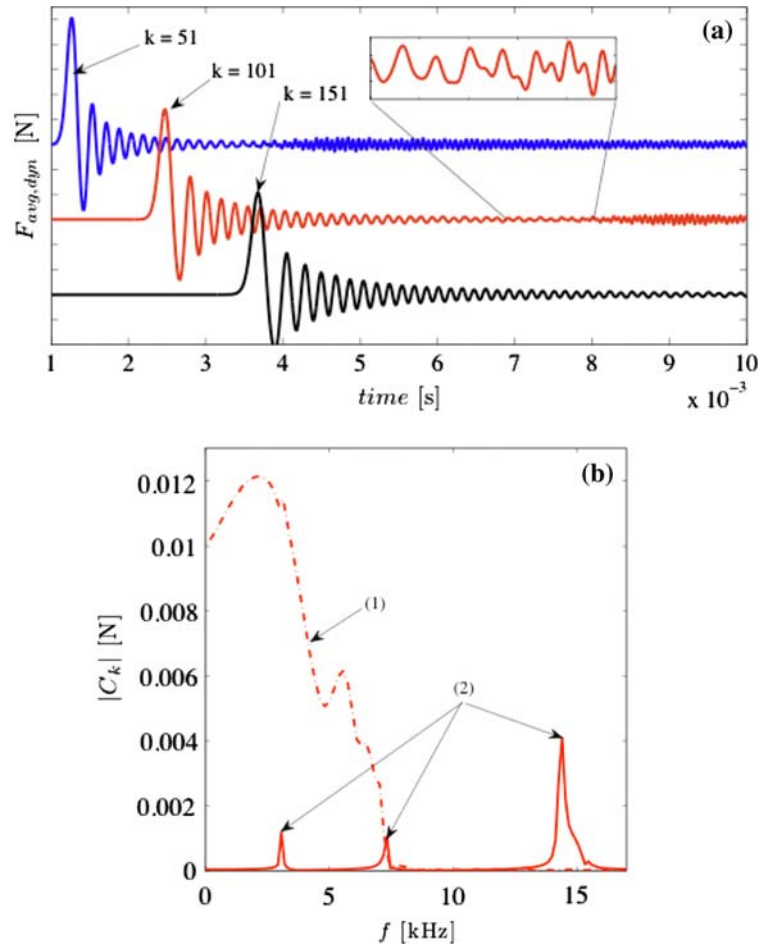 (a)
k = 51
k = 101
k = 151
F_{avg,dyn} [N]
1 2 3 4 5 6 7 8 9 10
time [s]
x 10^{-3}
(b)
0.012
0.01
0.008
0.006
0.004
0.002
0
|C_k| [N]
(1)
(2)
0 5 10 15
f [kHz]